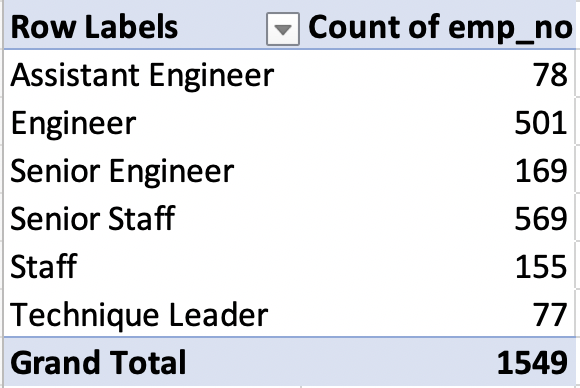 Row Labels Count of emp_no
Assistant Engineer 78
Engineer 501
Senior Engineer 169
Senior Staff 569
Staff 155
Technique Leader 77
Grand Total 1549